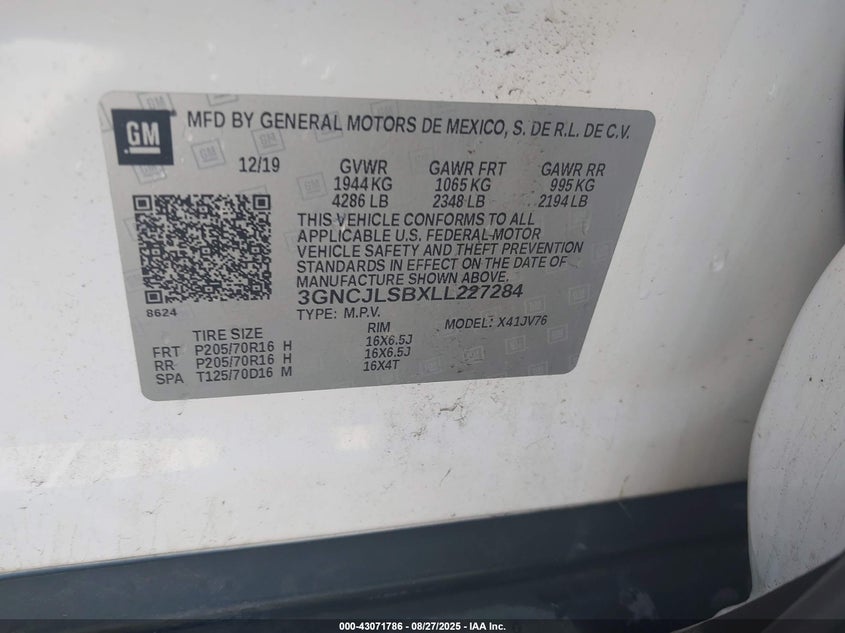 GM MFD BY GENERAL MOTORS DE MEXICO, S. DE R.L. DE C.V.
12/19 GVWR GAWR FRT GAWR RR
1944 KG 1065 KG 995 KG
4286 LB 2348 LB 2194 LB
THIS VEHICLE CONFORMS TO ALL
APPLICABLE U.S. FEDERAL MOTOR
VEHICLE SAFETY AND THEFT PREVENTION
STANDARDS IN EFFECT ON THE DATE OF
MANUFACTURE SHOWN ABOVE.
8624 3GNCJLSBXLL227284
TYPE: M.P.V. MODEL: X41JV76
TIRE SIZE RIM
FRT P205/70R16 H 16X6.5J
RR P205/70R16 H 16X6.5J
SPA T125/70D16 M 16X4T
000-43071786 - 08/27/2025 - IAA Inc.